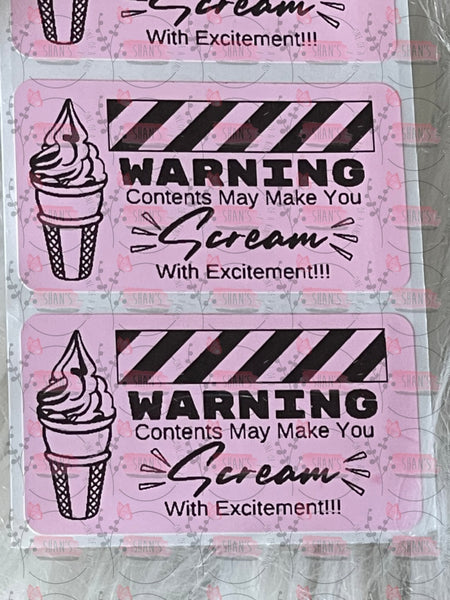 Scream
With Excitement!!!
WARNING
Contents May Make You
Scream
With Excitement!!!
WARNING
Contents May Make You
Scream
With Excitement!!!
SHAN'S